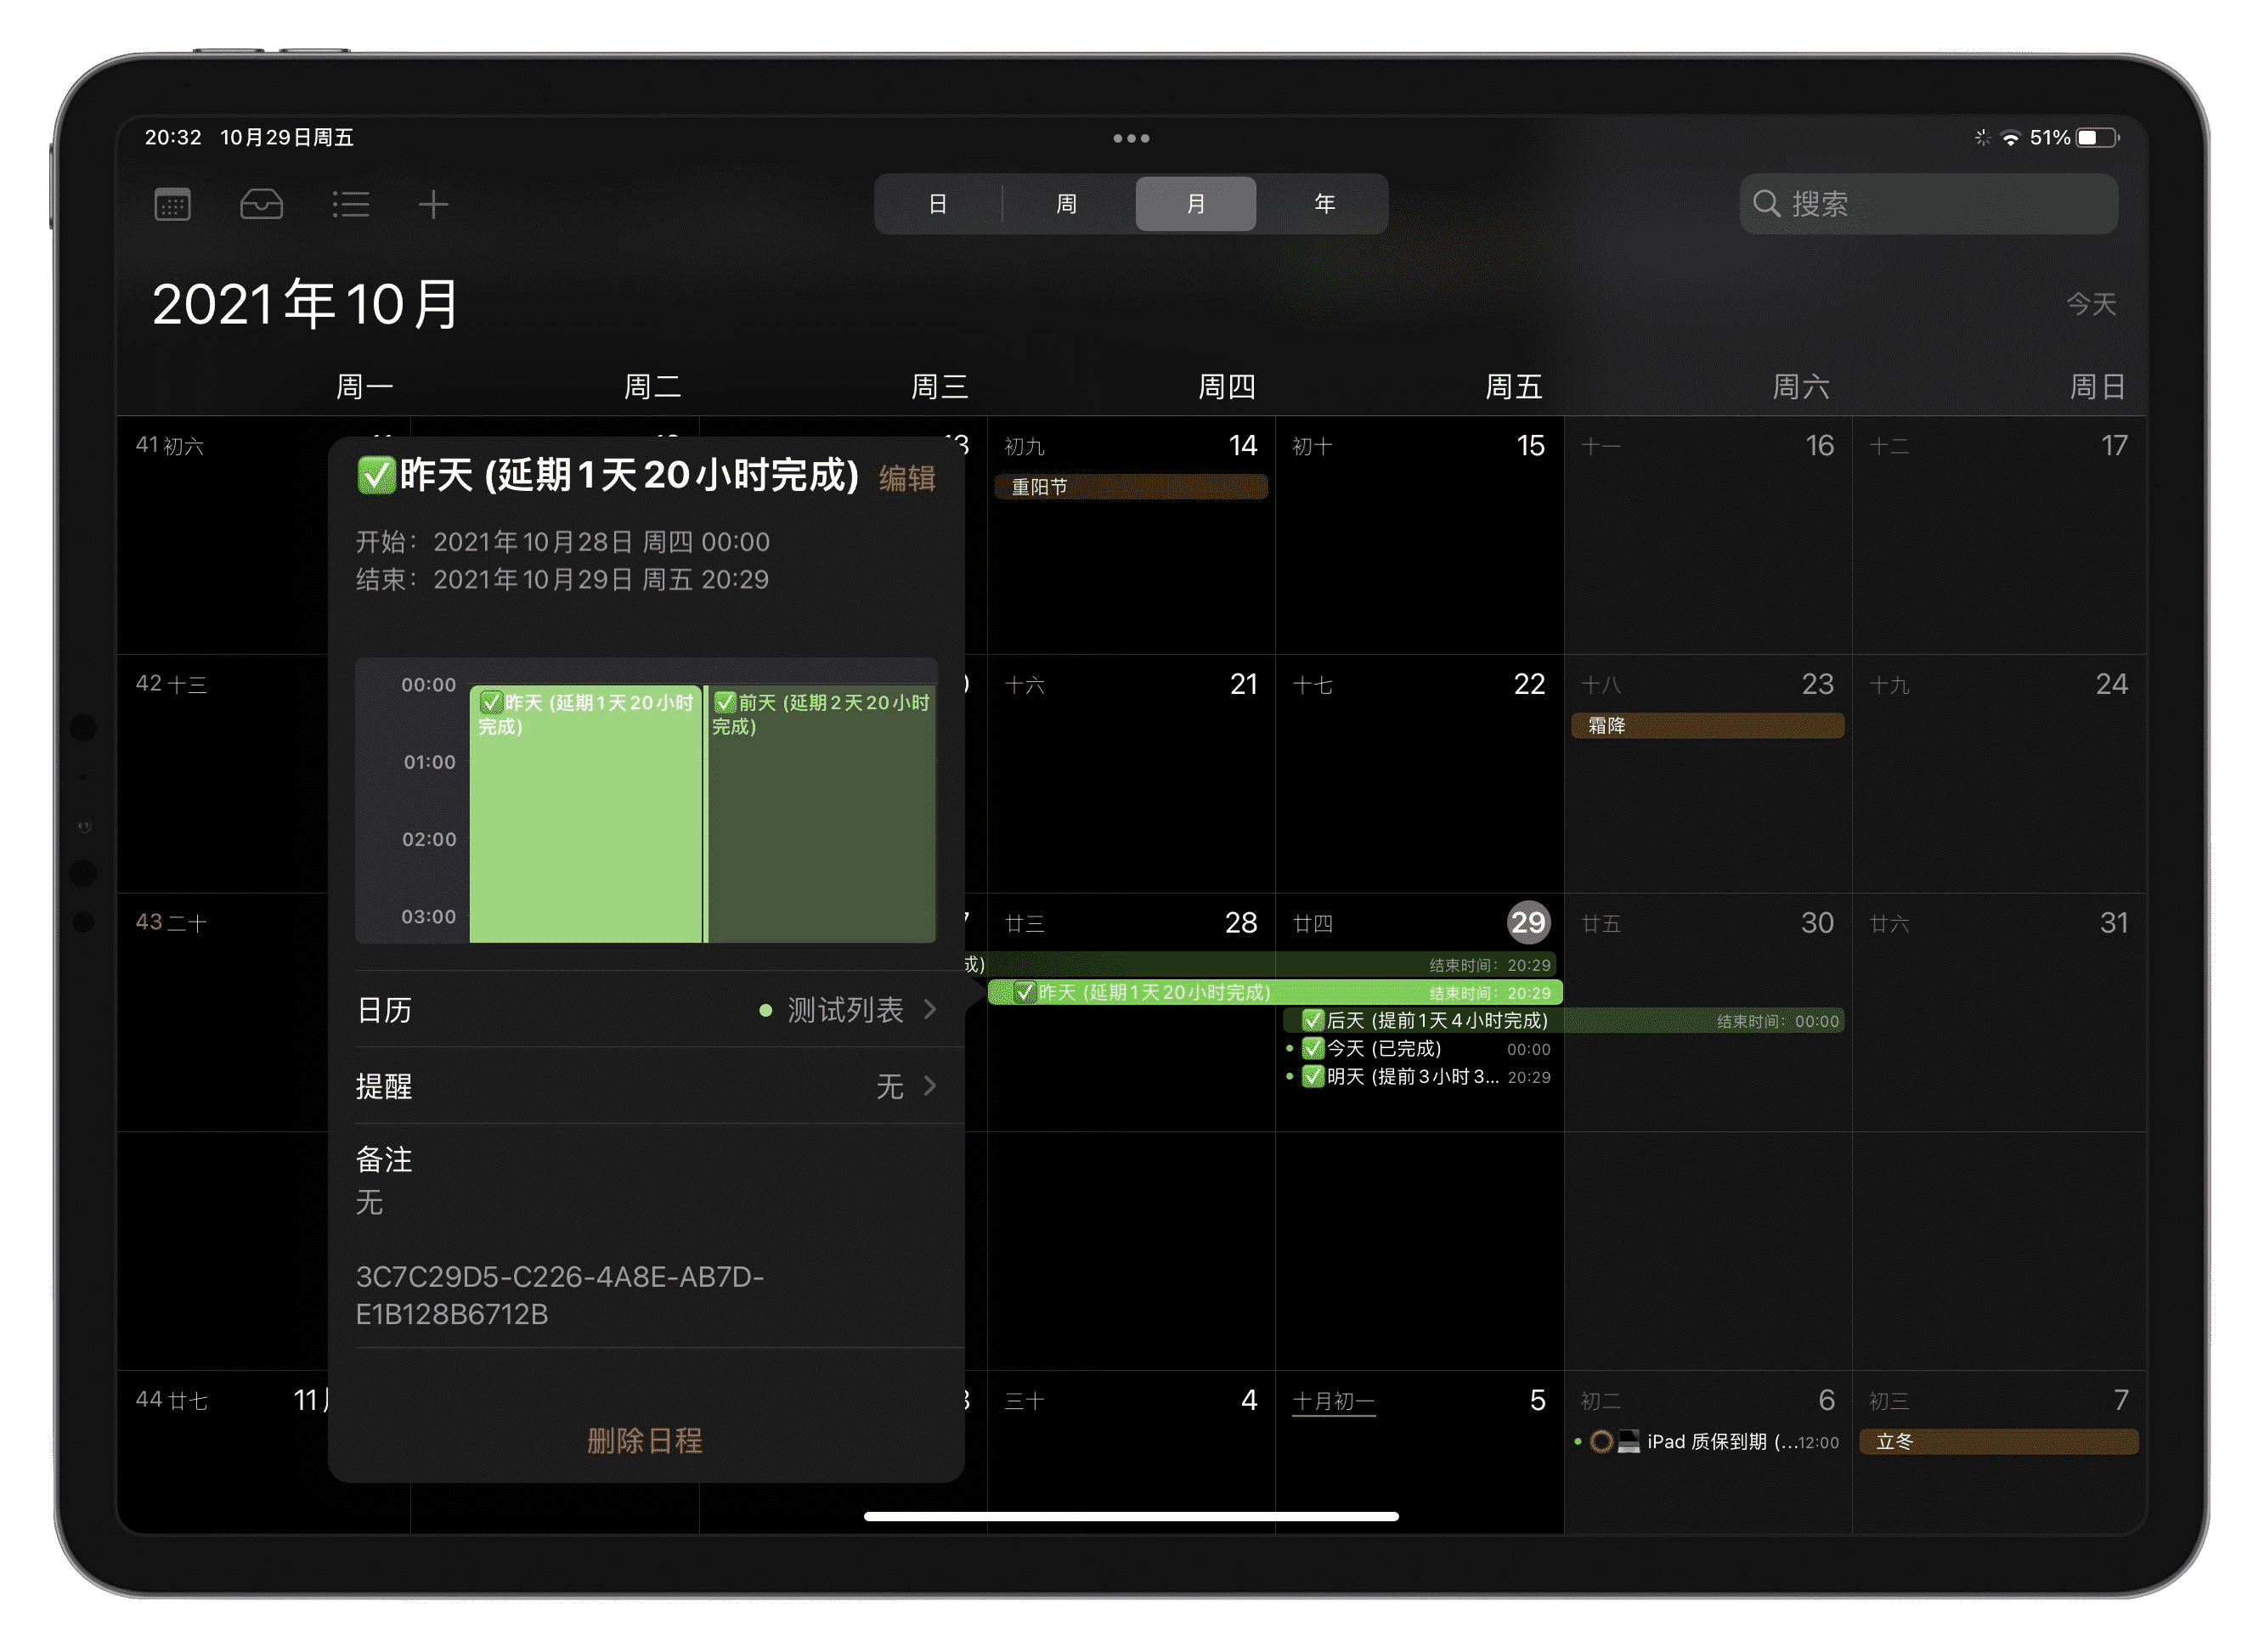 20:32 10月29日周五
51%
日 周 月 年
搜索
2021年10月
今天
周一 周二 周三 周四 周五 周六 周日
41 初六
初九 14
初十 15
十一 16
十二 17
重阳节
✅昨天 (延期1天20小时完成) 编辑
开始：2021年10月28日 周四 00:00
结束：2021年10月29日 周五 20:29
00:00
01:00
02:00
03:00
✅昨天 (延期1天20小时
完成)
✅前天 (延期2天20小时
完成)
日历 测试列表
提醒 无
备注
无
3C7C29D5-C226-4A8E-AB7D-
E1B128B6712B
删除日程
42 十三
十六 21
十七 22
十八 23
十九 24
霜降
43 二十
廿三 28
廿四 29
廿五 30
廿六 31
成) 结束时间：20:29
✅昨天 (延期1天20小时完成) 结束时间：20:29
✅后天 (提前1天4小时完成) 结束时间：00:00
✅今天 (已完成) 00:00
✅明天 (提前3小时3... 20:29
44 廿七 11
三十 4
十月初一 5
初二 6
初三 7
iPad 质保到期 (...12:00
立冬